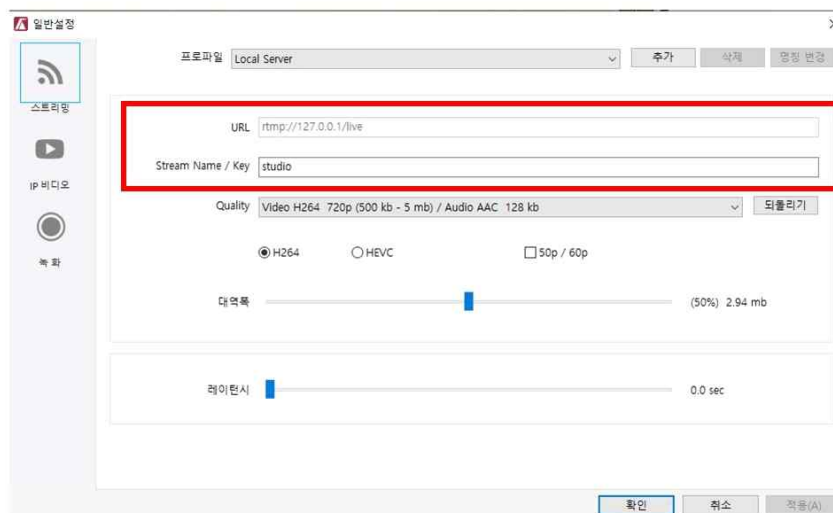 일반설정
스트리밍
IP 비디오
녹 화
프로파일 Local Server 추가 삭제 명칭 변경
URL rtmp://127.0.0.1/live
Stream Name / Key studio
Quality Video H264 720p (500 kb - 5 mb) / Audio AAC 128 kb 되돌리기
H264 HEVC 50p / 60p
대역폭 (50%) 2.94 mb
레이턴시 0.0 sec
확인 취소 적용(A)